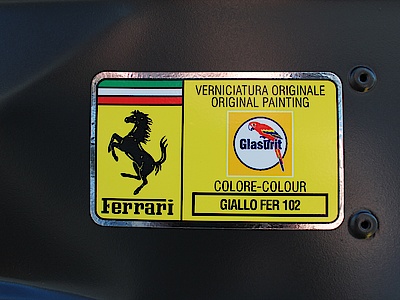 VERNICIATURA ORIGINALE
ORIGINAL PAINTING
Glasurit
COLORE-COLOUR
GIALLO FER 102
Ferrari